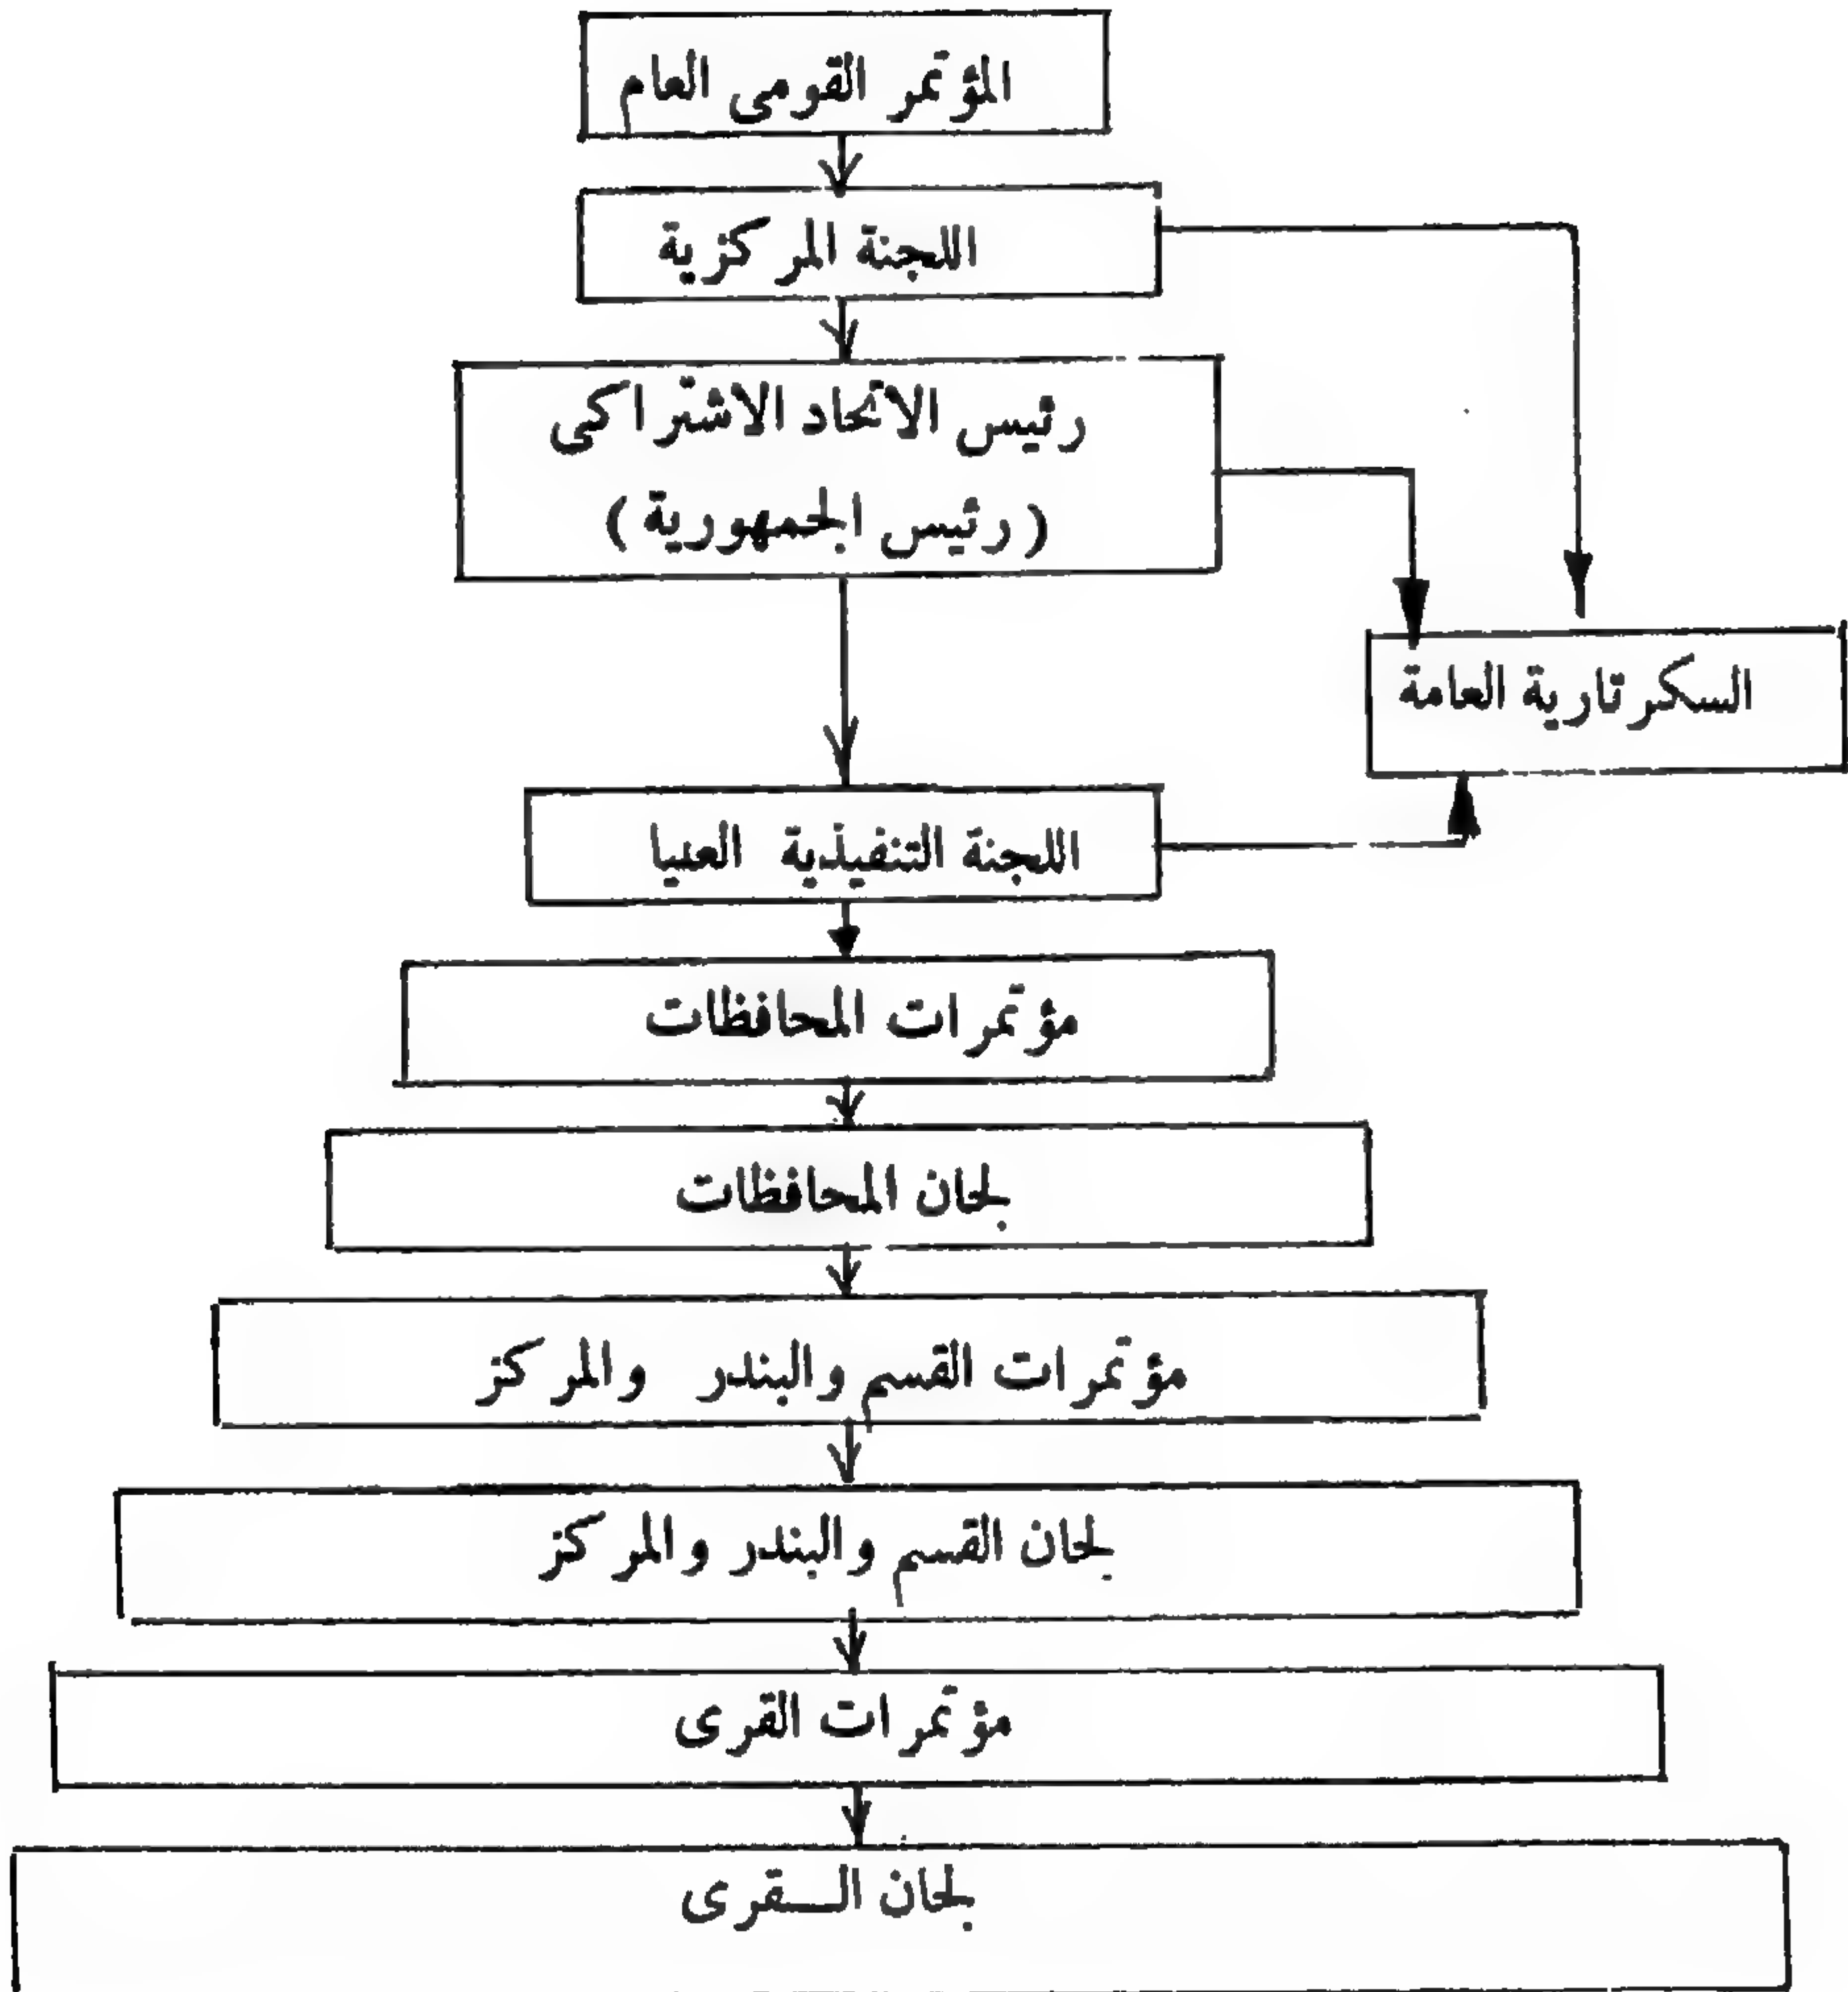 المؤتمر القومى العام
اللجنة المركزية
رئيس الاتحاد الاشتراكى
(رئيس الجمهورية)
السكرتارية العامة
اللجنة التنفيذية العليا
مؤتمرات المحافظات
لجان المحافظات
مؤتمرات القسم والبندر والمركز
لجان القسم والبندر والمركز
مؤتمرات القرى
لجان القرى